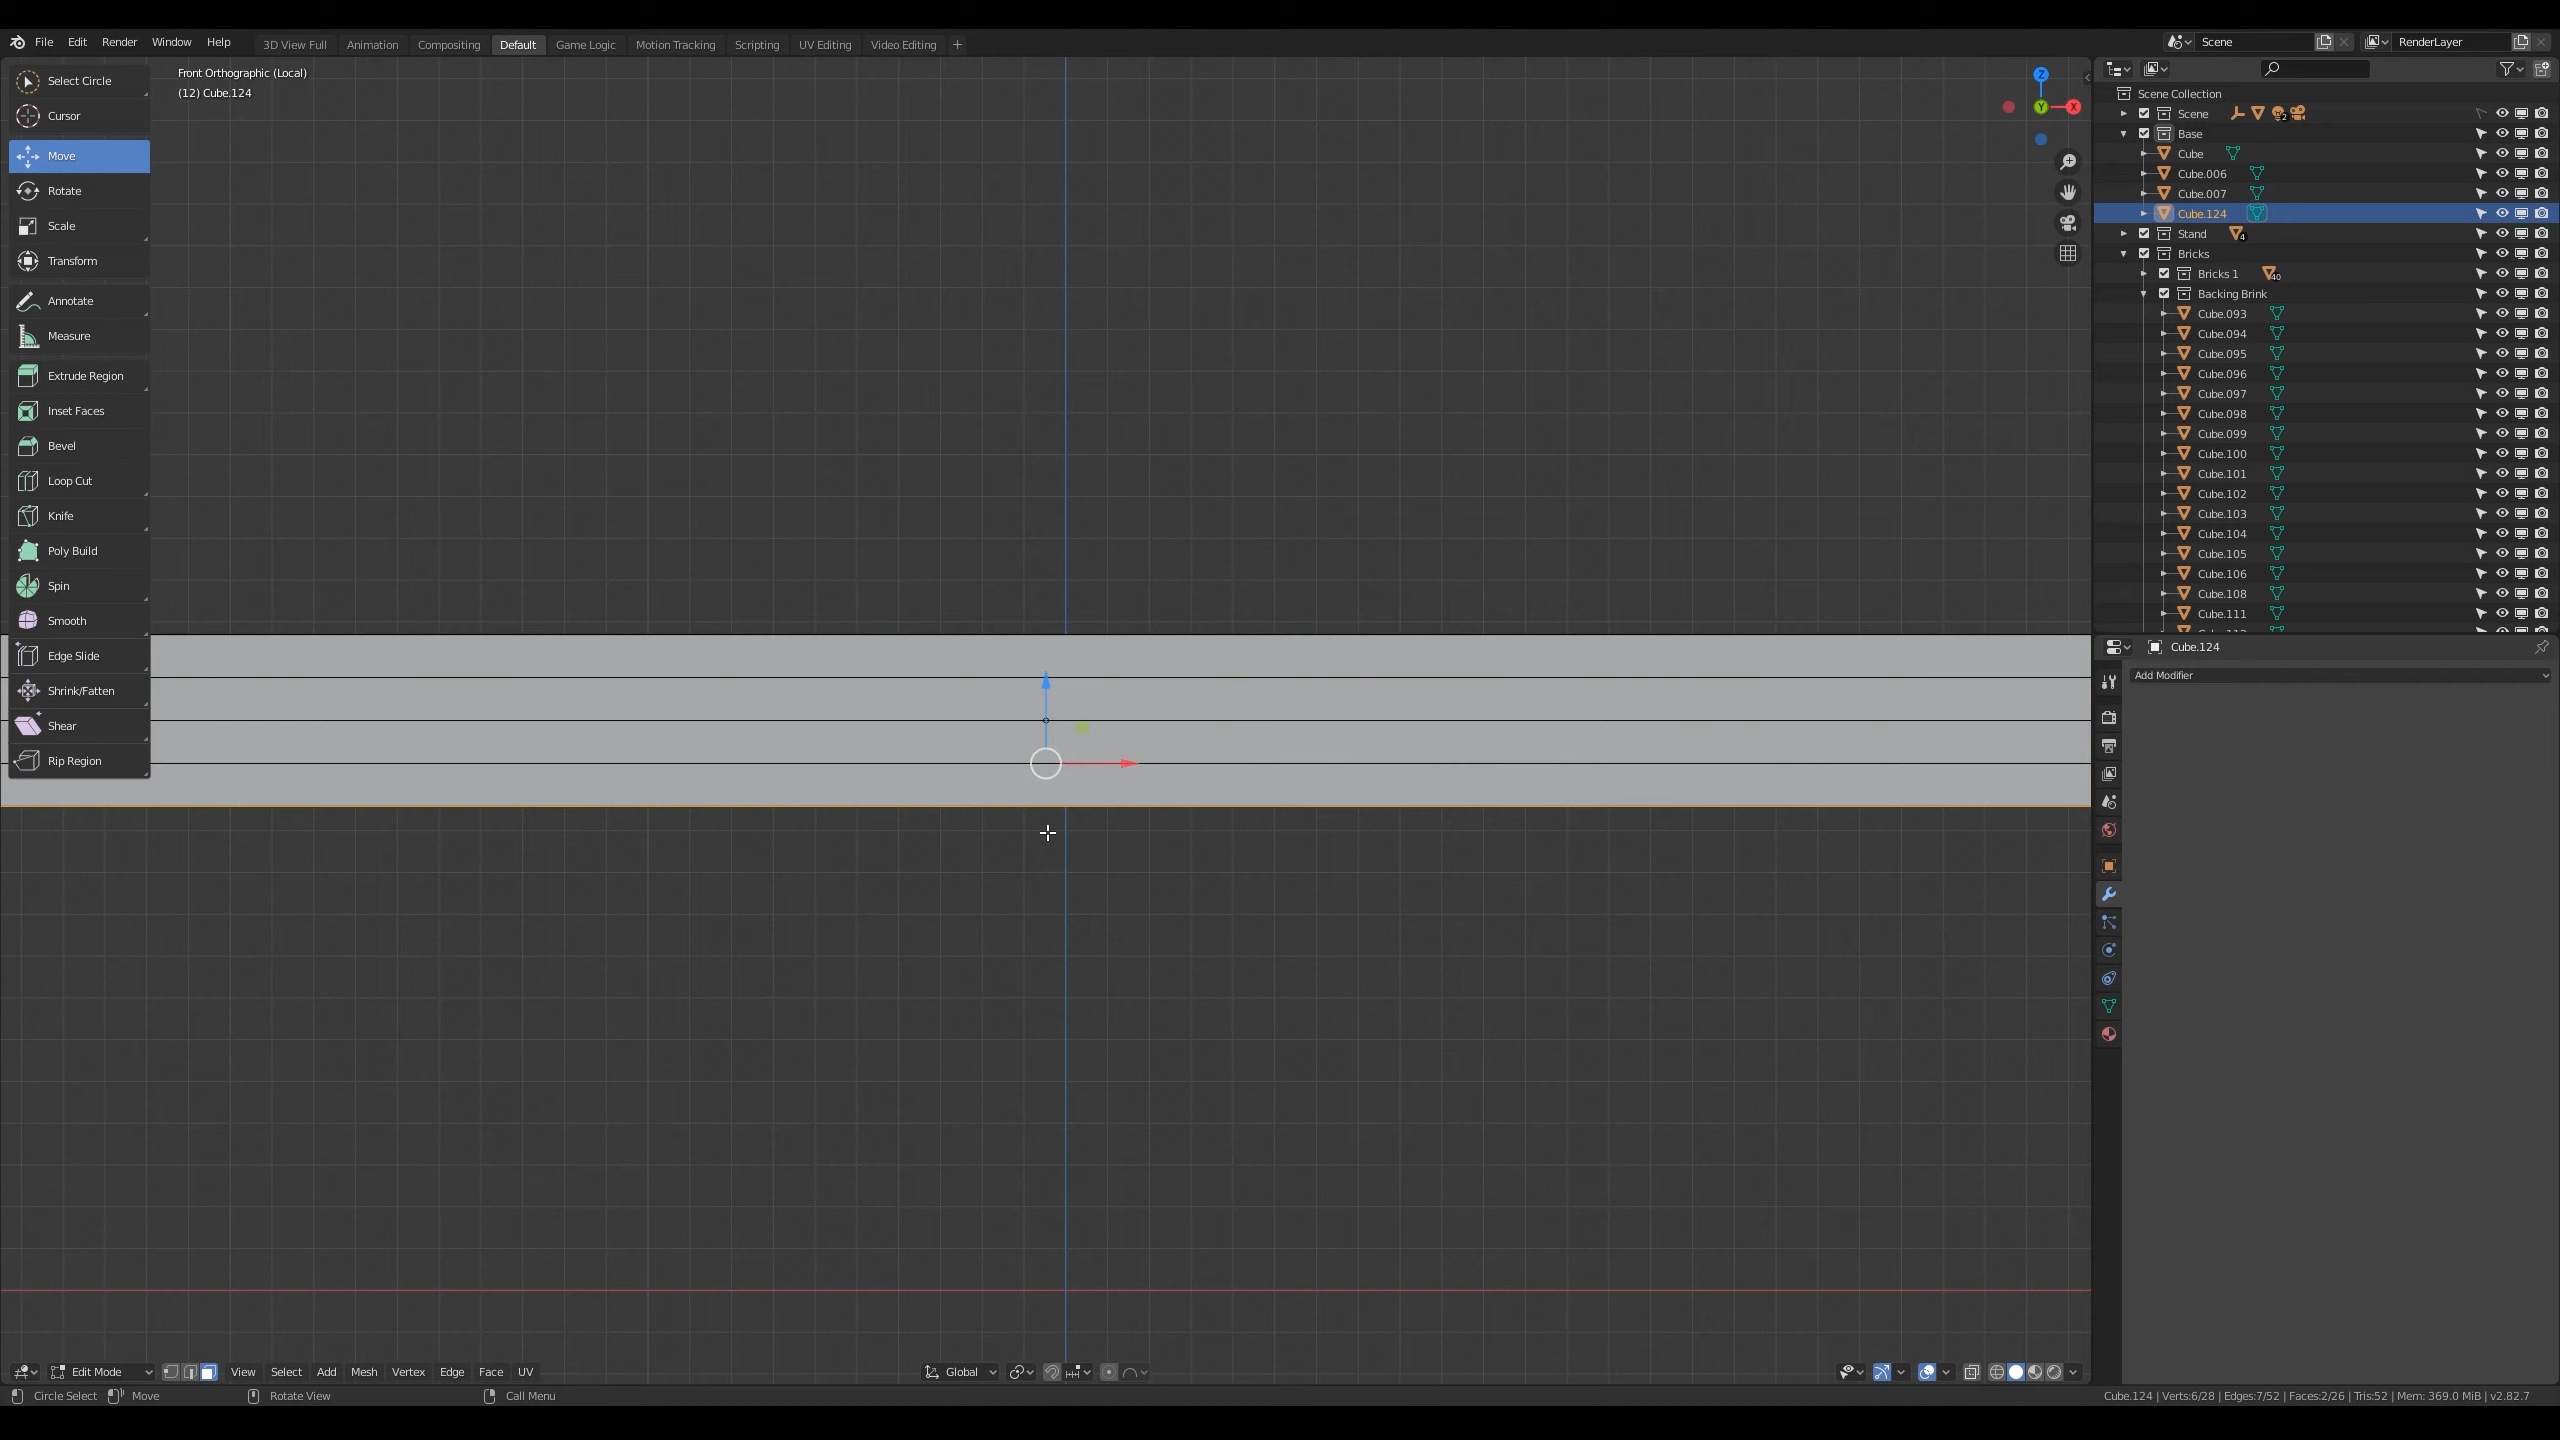 File Edit Render Window Help 3D View Full Animation Compositing Default Game Logic Motion Tracking Scripting UV Editing Video Editing + Scene RenderLayer
Select Circle
Cursor
Move
Rotate
Scale
Transform
Annotate
Measure
Extrude Region
Inset Faces
Bevel
Loop Cut
Knife
Poly Build
Spin
Smooth
Edge Slide
Shrink/Fatten
Shear
Rip Region
Front Orthographic (Local)
(12) Cube.124
Z
Y X
Scene Collection
Scene 2
Base
Cube
Cube.006
Cube.007
Cube.124
Stand 4
Bricks
Bricks 1 40
Backing Brink
Cube.093
Cube.094
Cube.095
Cube.096
Cube.097
Cube.098
Cube.099
Cube.100
Cube.101
Cube.102
Cube.103
Cube.104
Cube.105
Cube.106
Cube.108
Cube.111
Cube.124
Add Modifier
Edit Mode View Select Add Mesh Vertex Edge Face UV Global
Circle Select Move Rotate View Call Menu Cube.124 | Verts:6/28 | Edges:7/52 | Faces:2/26 | Tris:52 | Mem: 369.0 MiB | v2.82.7